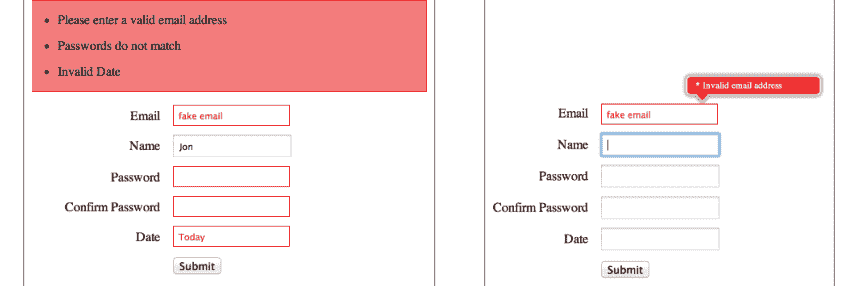 Please enter a valid email address
Passwords do not match
Invalid Date
Email fake email
Name Jon
Password
Confirm Password
Date Today
Submit
* Invalid email address
Email fake email
Name
Password
Confirm Password
Date
Submit